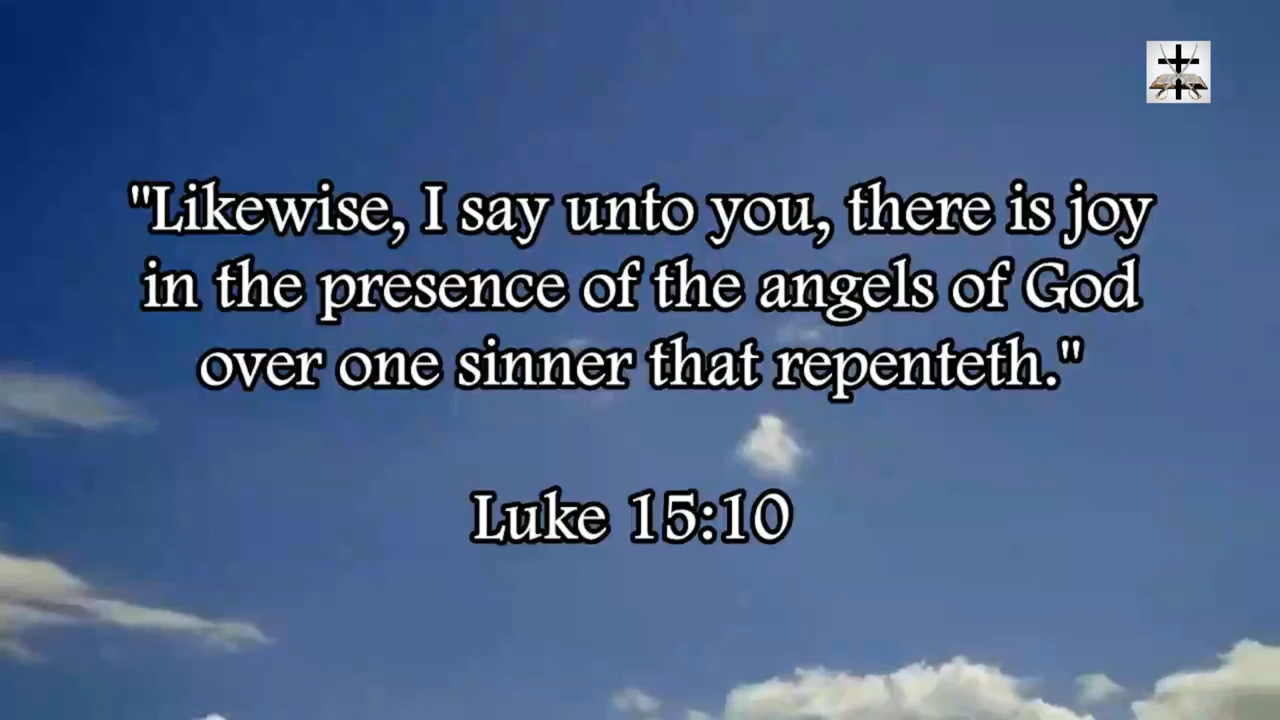 "Likewise, I say unto you, there is joy
in the presence of the angels of God
over one sinner that repenteth."
Luke 15:10